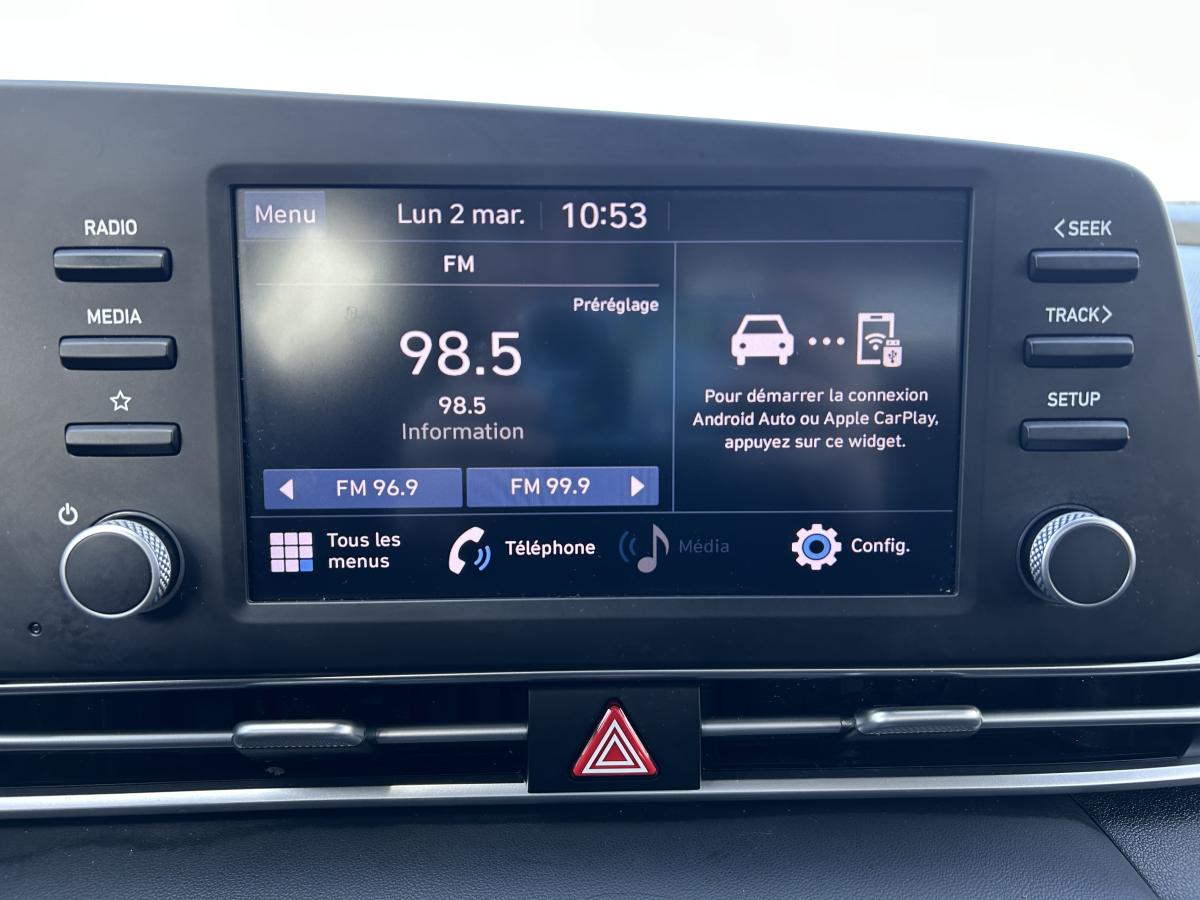 RADIO
MEDIA
Menu
Lun 2 mar.
10:53
FM
Préréglage
98.5
98.5
Information
FM 96.9
FM 99.9
Pour démarrer la connexion
Android Auto ou Apple CarPlay,
appuyez sur ce widget.
Tous les
menus
Téléphone
Média
Config.
<SEEK
TRACK>
SETUP